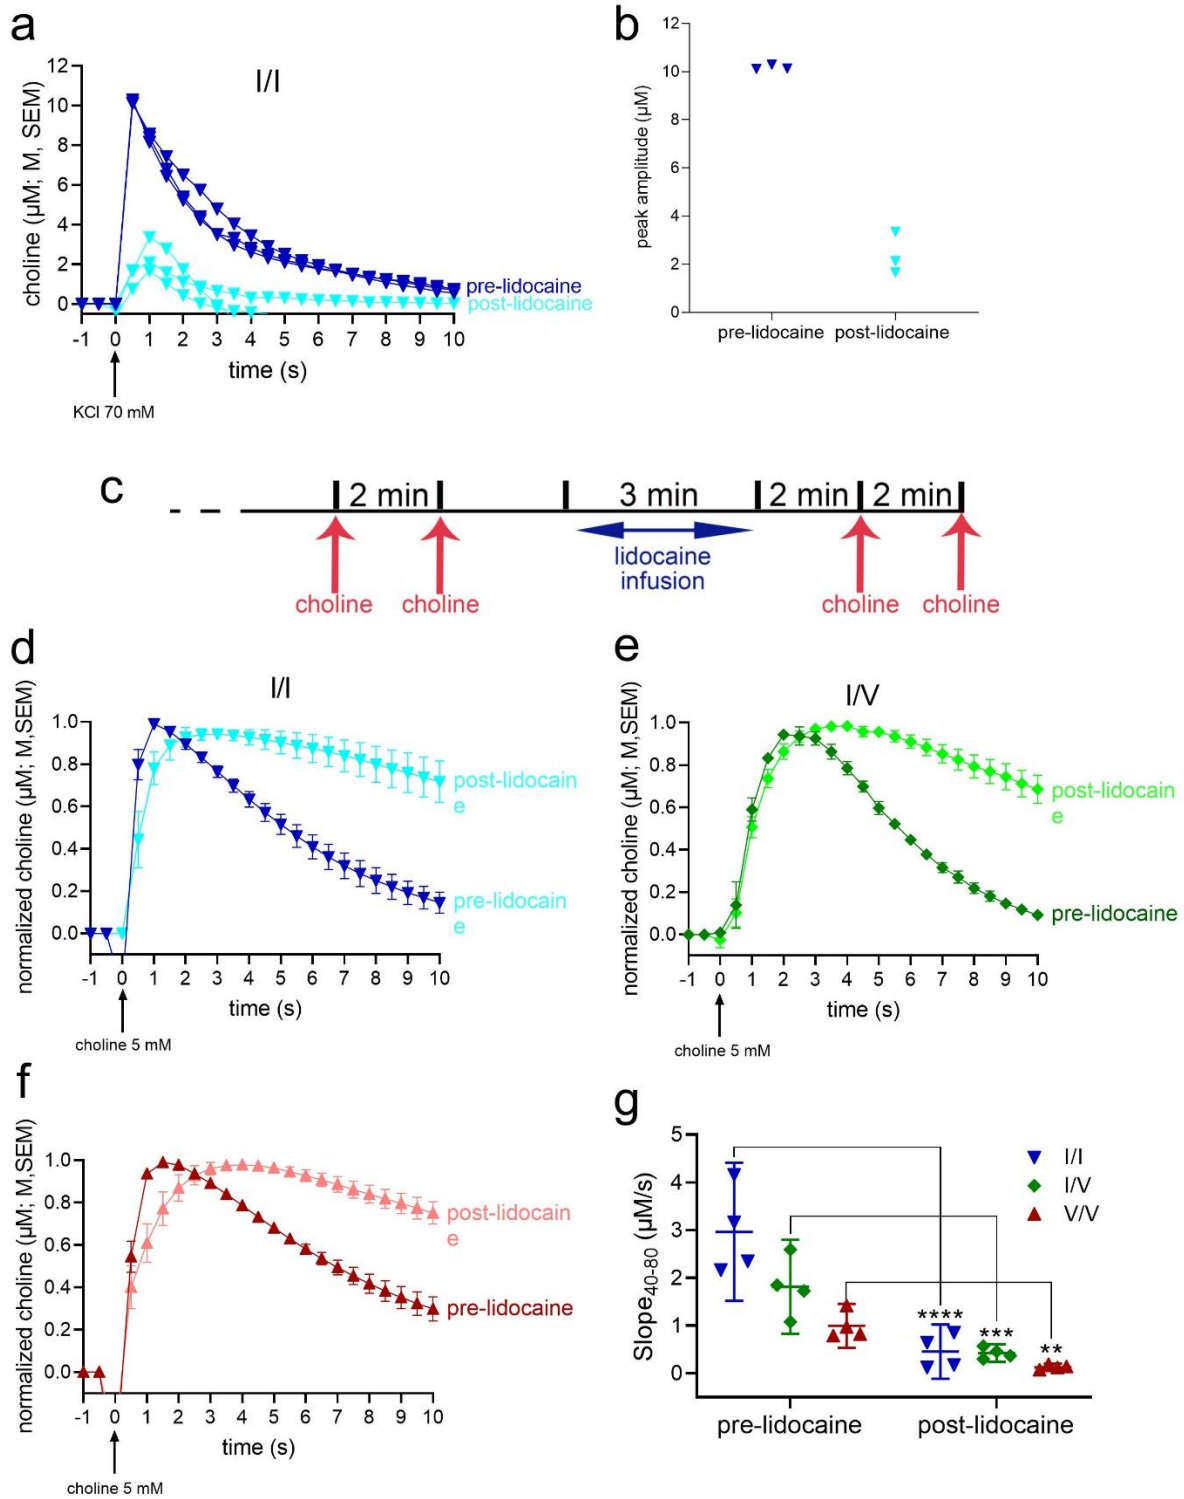 a
I/I
choline (µM; M, SEM)
12
10
8
6
4
2
0
pre-lidocaine
post-lidocaine
-1 0 1 2 3 4 5 6 7 8 9 10
time (s)
KCl 70 mM
b
peak amplitude (µM)
12
10
8
6
4
2
0
pre-lidocaine post-lidocaine
c
2 min 3 min 2 min 2 min
lidocaine
infusion
choline choline choline choline
d
I/I
normalized choline (µM; M,SEM)
1.0
0.8
0.6
0.4
0.2
0.0
post-lidocain
e
pre-lidocain
e
-1 0 1 2 3 4 5 6 7 8 9 10
time (s)
choline 5 mM
e
I/V
normalized choline (µM; M,SEM)
1.0
0.8
0.6
0.4
0.2
0.0
post-lidocain
e
pre-lidocaine
-1 0 1 2 3 4 5 6 7 8 9 10
time (s)
choline 5 mM
f
normalized choline (µM; M,SEM)
1.0
0.8
0.6
0.4
0.2
0.0
post-lidocain
e
pre-lidocaine
-1 0 1 2 3 4 5 6 7 8 9 10
time (s)
choline 5 mM
g
Slope40-80 (µM/s)
5
4
3
2
1
0
I/I
I/V
V/V
****
***
**
pre-lidocaine post-lidocaine